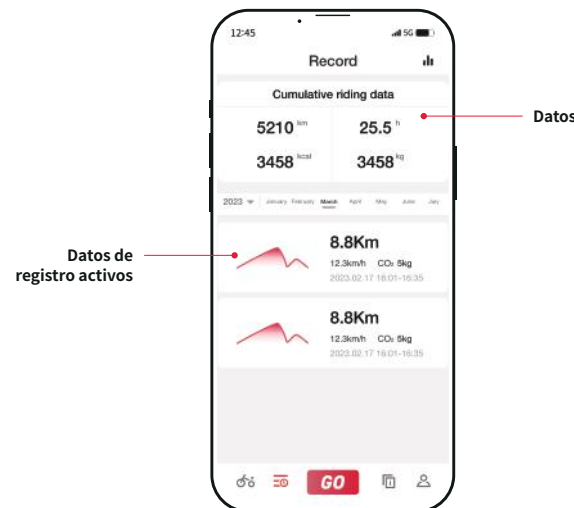 12:45
5G
Record
Cumulative riding data
5210 km
25.5 h
3458 kcal
3458 kg
2023 January February March April May June July
8.8Km
12.3km/h CO₂ 5kg
2023.02.17 16:01-16:35
8.8Km
12.3km/h CO₂ 5kg
2023.02.17 16:01-16:35
GO
Datos
Datos de
registro activos